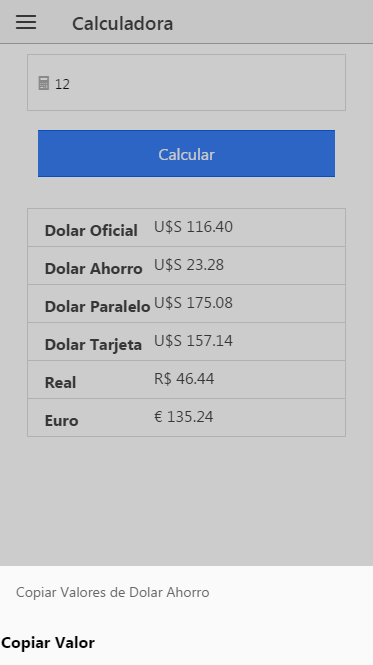 Calculadora
12
Calcular
Dolar Oficial U$S 116.40
Dolar Ahorro U$S 23.28
Dolar Paralelo U$S 175.08
Dolar Tarjeta U$S 157.14
Real R$ 46.44
Euro € 135.24
Copiar Valores de Dolar Ahorro
Copiar Valor